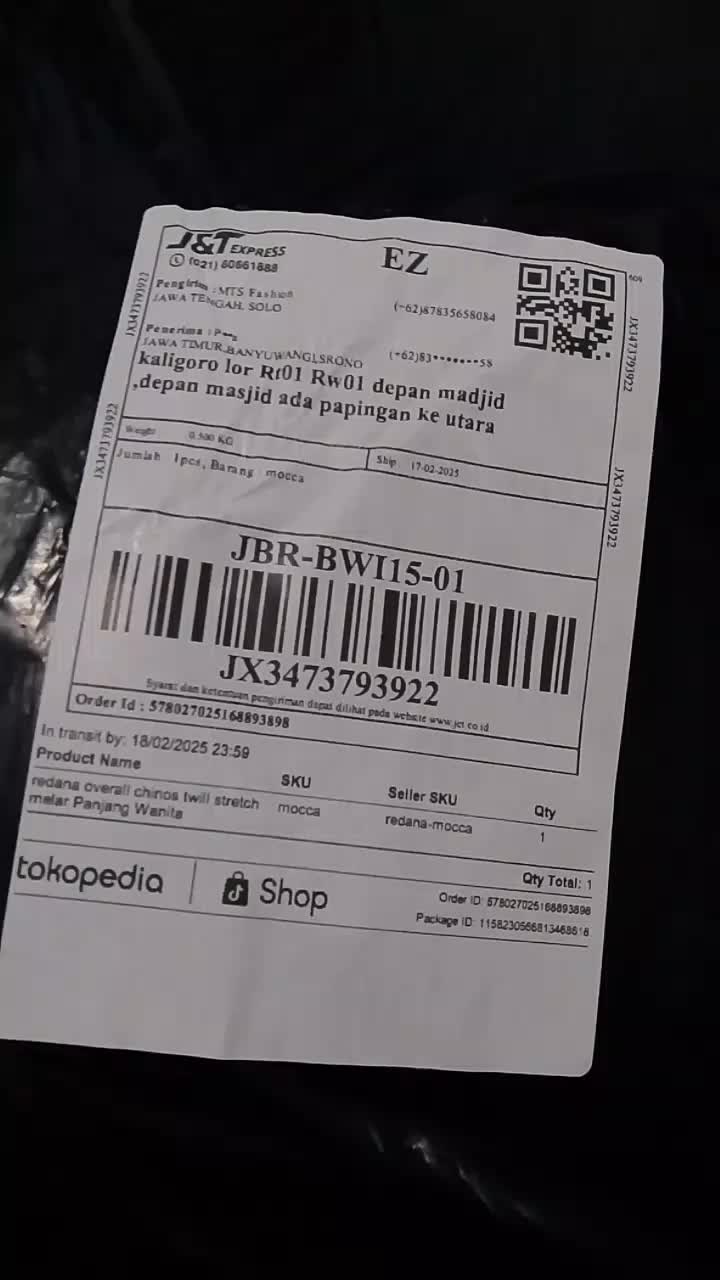 J&T EXPRESS
(021) 80661888
EZ
Pengirim : MTS Fashion
JAWA TENGAH, SOLO
(+62)87835658084
Penerima : P**a
JAWA TIMUR,BANYUWANGI,SRONO
(+62)83*******58
kaligoro lor Rt01 Rw01 depan madjid
,depan masjid ada papingan ke utara
Weight 0.500 KG
Ship 17-02-2025
Jumlah 1pcs, Barang mocca
JX3473793922
JX3473793922
JX3473793922
JX3473793922
JBR-BWI15-01
JX3473793922
Syarat dan ketentuan pengiriman dapat dilihat pada website www.jet.co.id
Order Id : 578027025168893898
In transit by: 18/02/2025 23:59
Product Name SKU Seller SKU Qty
redana overall chinos twill stretch mocca redana-mocca 1
melar Panjang Wanita
Qty Total: 1
tokopedia Shop
Order ID: 578027025168893898